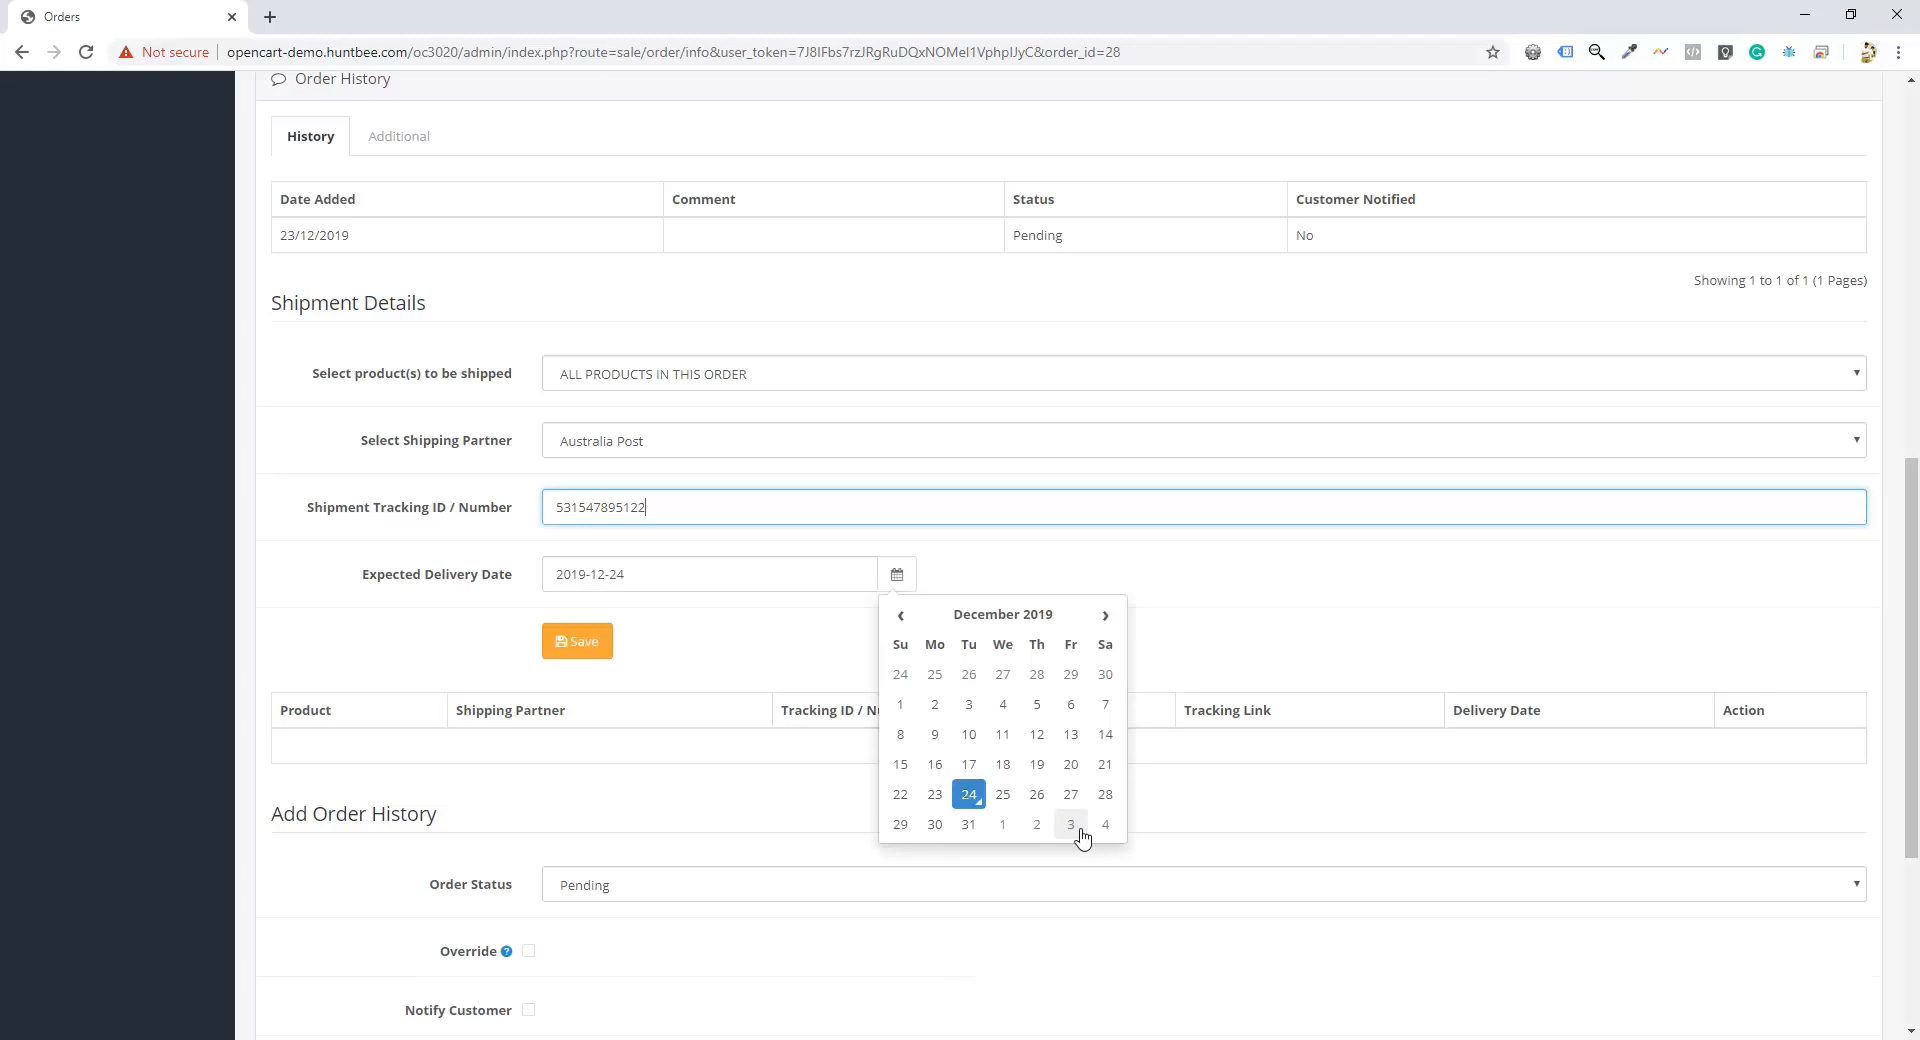 Orders
Not secure
opencart-demo.huntbee.com/oc3020/admin/index.php?route=sale/order/info&user_token=7J8IFbs7rzJRgRuDQxNOMeI1VphpIJyC&order_id=28
Order History
History
Additional
Date Added
Comment
Status
Customer Notified
23/12/2019
Pending
No
Showing 1 to 1 of 1 (1 Pages)
Shipment Details
Select product(s) to be shipped
ALL PRODUCTS IN THIS ORDER
Select Shipping Partner
Australia Post
Shipment Tracking ID / Number
531547895122
Expected Delivery Date
2019-12-24
December 2019
Su Mo Tu We Th Fr Sa
24 25 26 27 28 29 30
1 2 3 4 5 6 7
8 9 10 11 12 13 14
15 16 17 18 19 20 21
22 23 24 25 26 27 28
29 30 31 1 2 3 4
Save
Product
Shipping Partner
Tracking ID / Nu
Tracking Link
Delivery Date
Action
Add Order History
Order Status
Pending
Override
Notify Customer